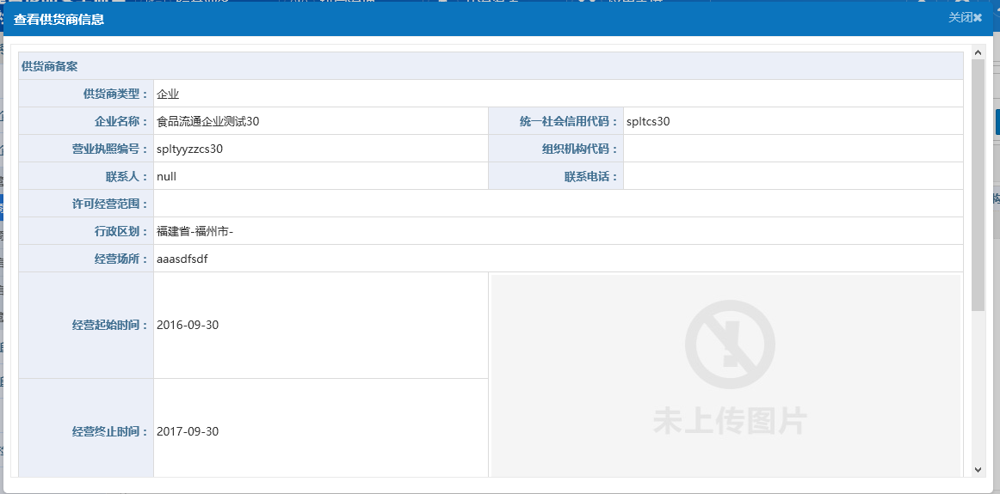 查看供货商信息
关闭✖
供货商备案
供货商类型： 企业
企业名称： 食品流通企业测试30 统一社会信用代码： spltcs30
营业执照编号： spltyyzzcs30 组织机构代码：
联系人： null 联系电话：
许可经营范围：
行政区划： 福建省-福州市-
经营场所： aaasdfsdf
经营起始时间： 2016-09-30
未上传图片
经营终止时间： 2017-09-30